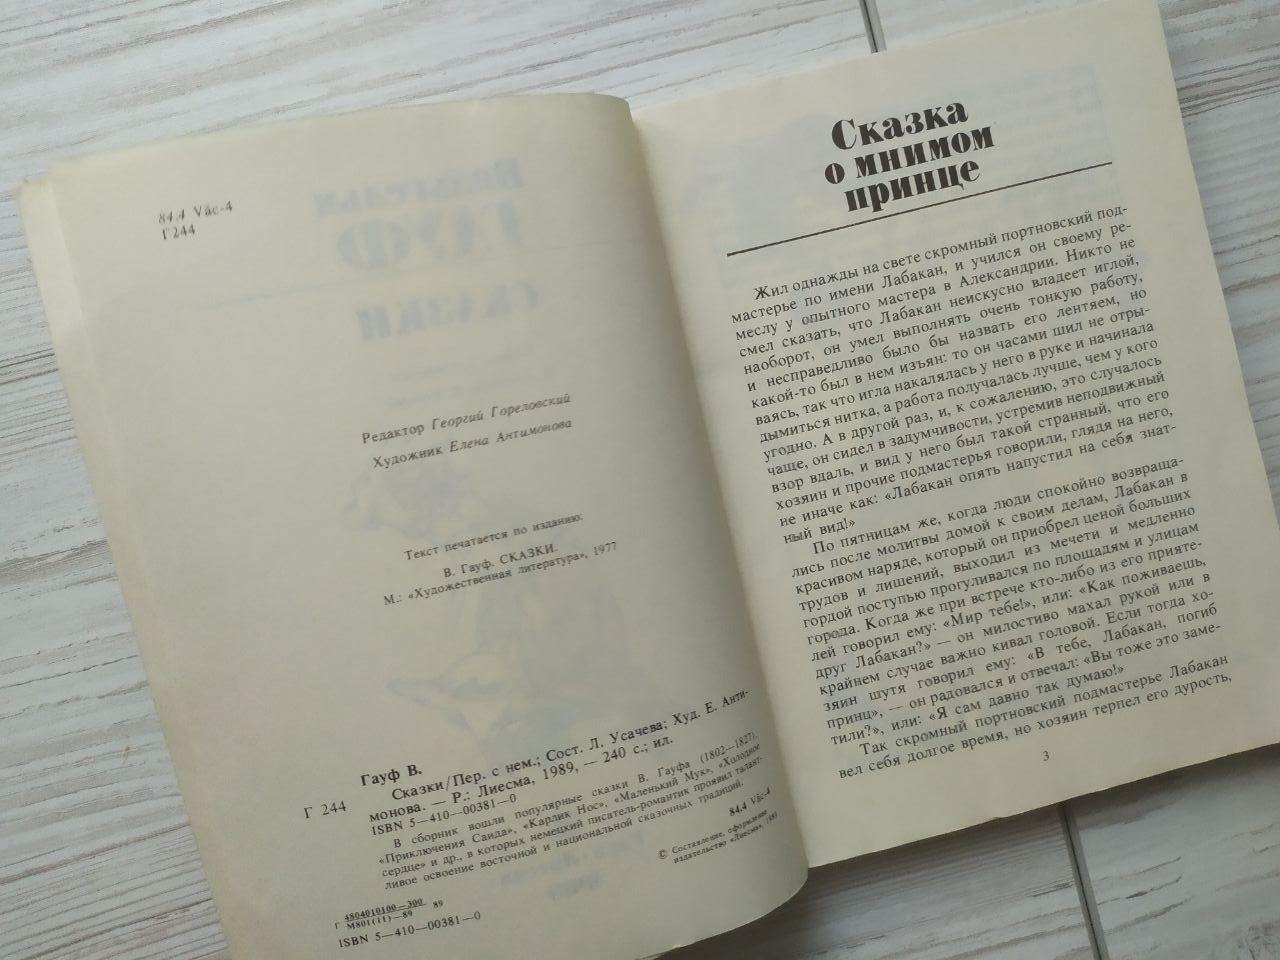 84.4 Vāc-4
Г244
Редактор Георгий Гореловский
Художник Елена Антимонова
Текст печатается по изданию:
В. Гауф. СКАЗКИ.
М.: «Художественная литература», 1977
Гауф В.
Г 244
Сказки/Пер. с нем.; Сост. Л. Усачева; Худ. Е. Анти-
монова. — Р.: Лиесма, 1989, — 240 с.; ил.
ISBN 5—410—00381—0
В сборник вошли популярные сказки В. Гауфа (1802—1827).
«Приключения Саида», «Карлик Нос», «Маленький Мук», «Холодное
сердце» и др., в которых немецкий писатель-романтик проявил талант-
ливое освоение восточной и национальной сказочных традиций.
84.4 Vāc-4
© Составление, оформление
издательство «Лиесма», 1989
Г 4804010100—300 89
М801(11)—89
ISBN 5—410—00381—0
Сказка
о мнимом
принце
Жил однажды на свете скромный портновский под-
мастерье по имени Лабакан, и учился он своему ре-
меслу у опытного мастера в Александрии. Никто не
смел сказать, что Лабакан неискусно владеет иглой,
наоборот, он умел выполнять очень тонкую работу,
и несправедливо было бы назвать его лентяем, но
какой-то был в нем изъян: то он часами шил не отры-
ваясь, так что игла накалялась у него в руке и начинала
дымиться нитка, а работа получалась лучше, чем у кого
угодно. А в другой раз, и, к сожалению, это случалось
чаще, он сидел в задумчивости, устремив неподвижный
взор вдаль, и вид у него был такой странный, что его
хозяин и прочие подмастерья говорили, глядя на него,
не иначе как: «Лабакан опять напустил на себя знат-
ный вид!»
По пятницам же, когда люди спокойно возвраща-
лись после молитвы домой к своим делам, Лабакан в
красивом наряде, который он приобрел ценой больших
трудов и лишений, выходил из мечети и медленно
гордой поступью прогуливался по площадям и улицам
города. Когда же при встрече кто-либо из его прияте-
лей говорил ему: «Мир тебе!», или: «Как поживаешь,
друг Лабакан?» — он милостиво махал рукой или в
крайнем случае важно кивал головой. Если тогда хо-
зяин шутя говорил ему: «В тебе, Лабакан, погиб
принц», — он радовался и отвечал: «Вы тоже это заме-
тили?», или: «Я сам давно так думаю!»
Так скромный портновский подмастерье Лабакан
вел себя долгое время, но хозяин терпел его дурость,
3